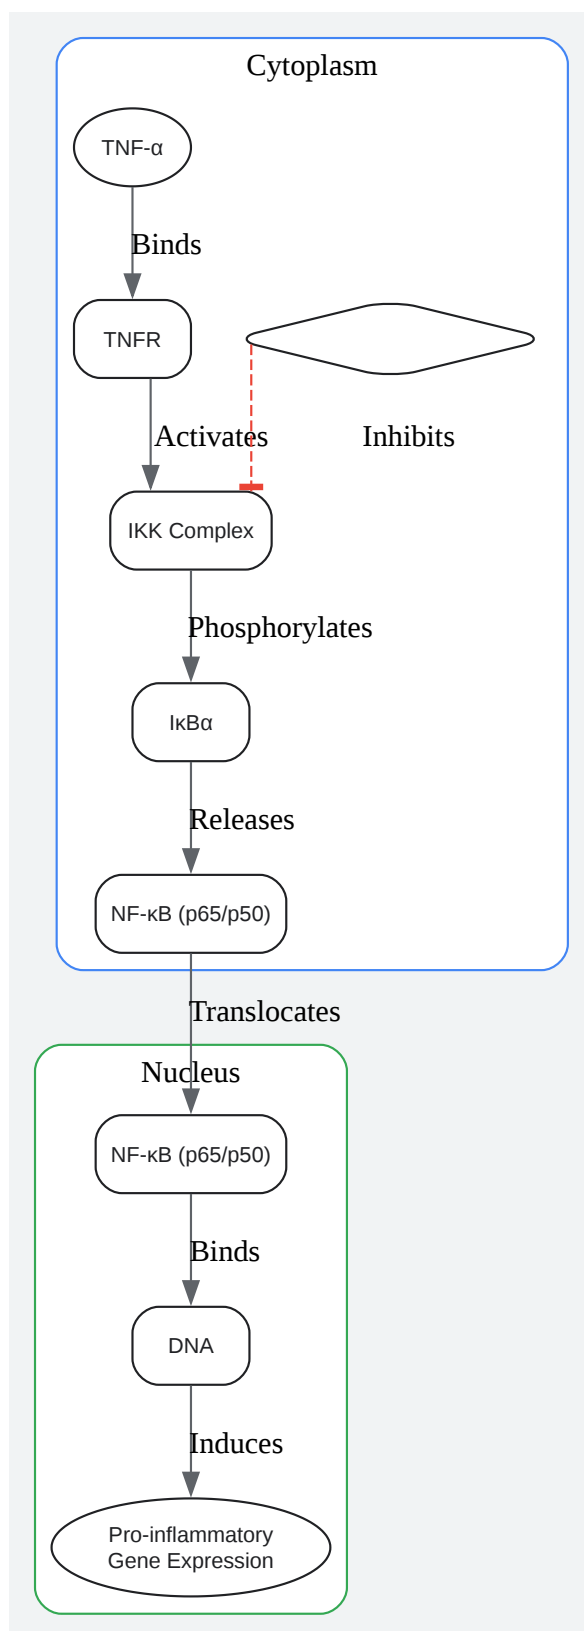 Cytoplasm
TNF-α
Binds
TNFR
Activates
Inhibits
IKK Complex
Phosphorylates
IκBα
Releases
NF-κB (p65/p50)
Translocates
Nucleus
NF-κB (p65/p50)
Binds
DNA
Induces
Pro-inflammatory
Gene Expression